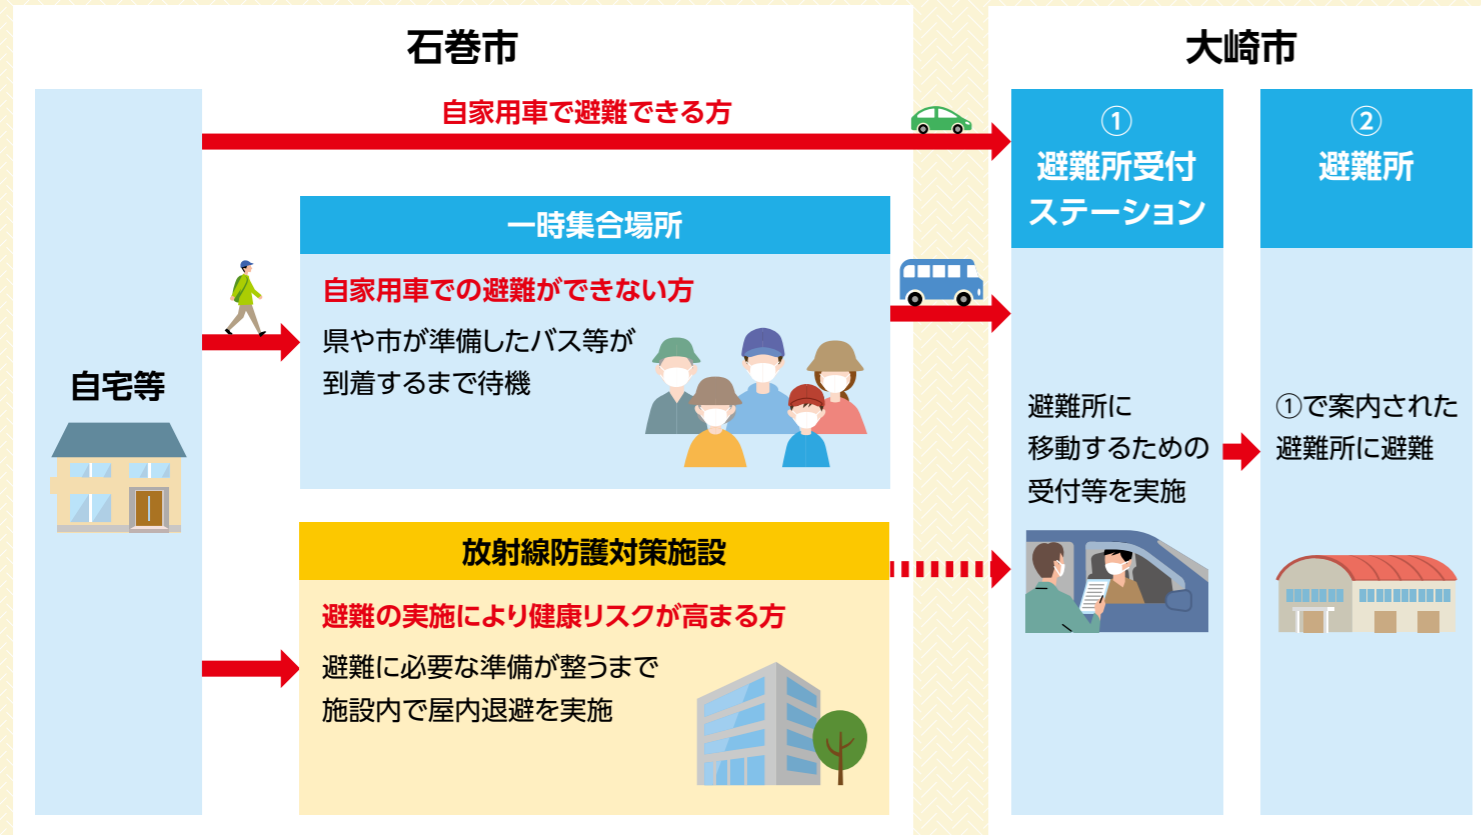 石巻市
自宅等
自家用車で避難できる方
一時集合場所
自家用車での避難ができない方
県や市が準備したバス等が
到着するまで待機
放射線防護対策施設
避難の実施により健康リスクが高まる方
避難に必要な準備が整うまで
施設内で屋内退避を実施
大崎市
①
避難所受付
ステーション
避難所に
移動するための
受付等を実施
②
避難所
①で案内された
避難所に避難